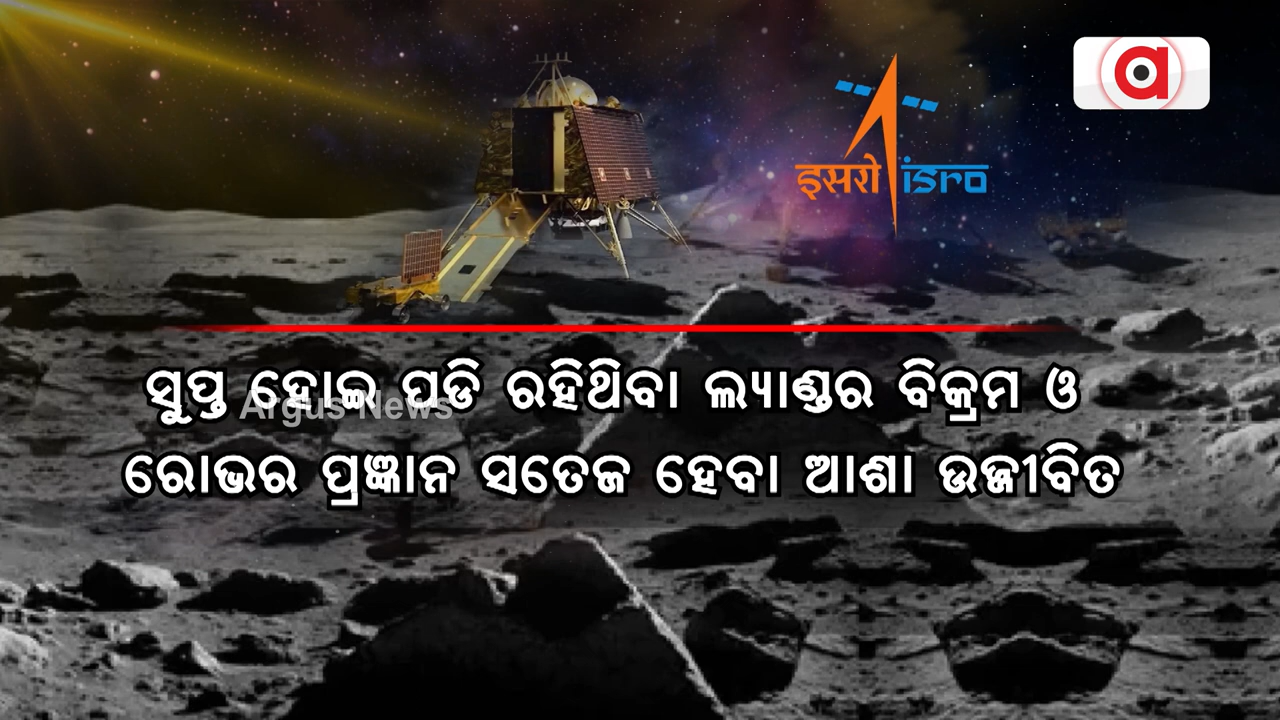 इसरो isro
a
ସୁପ୍ତ ହୋଇ ପଡି ରହିଥିବା ଲ୍ୟାଣ୍ଡର ବିକ୍ରମ ଓ
Argus News
ରୋଭର ପ୍ରଜ୍ଞାନ ସତେଜ ହେବା ଆଶା ଉଜ୍ଜୀବିତ